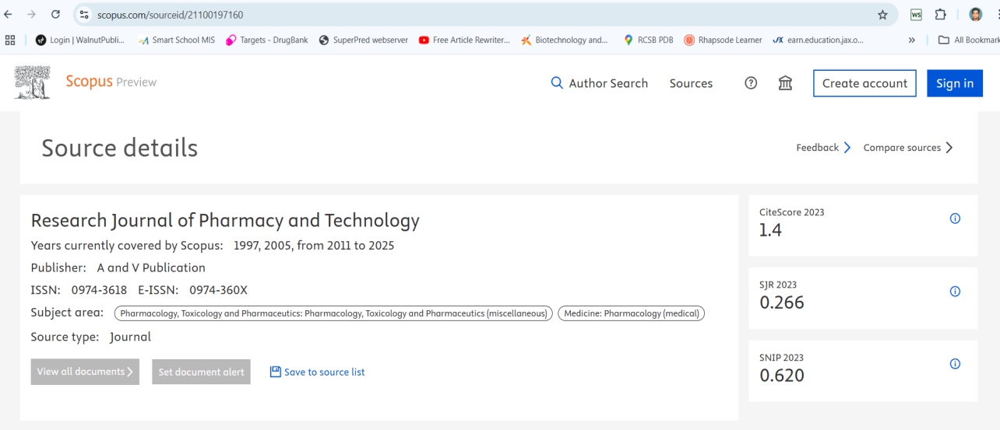 scopus.com/sourceid/21100197160
Login | WalnutPubli... Smart School MIS Targets - DrugBank SuperPred webserver Free Article Rewriter... Biotechnology and... RCSB PDB Rhapsode Learner earn.education.jax.o... » All Bookmark
Scopus Preview Author Search Sources Create account Sign in
Source details
Feedback Compare sources
Research Journal of Pharmacy and Technology
Years currently covered by Scopus: 1997, 2005, from 2011 to 2025
Publisher: A and V Publication
ISSN: 0974-3618 E-ISSN: 0974-360X
Subject area: Pharmacology, Toxicology and Pharmaceutics: Pharmacology, Toxicology and Pharmaceutics (miscellaneous) Medicine: Pharmacology (medical)
Source type: Journal
View all documents Set document alert Save to source list
CiteScore 2023
1.4
SJR 2023
0.266
SNIP 2023
0.620